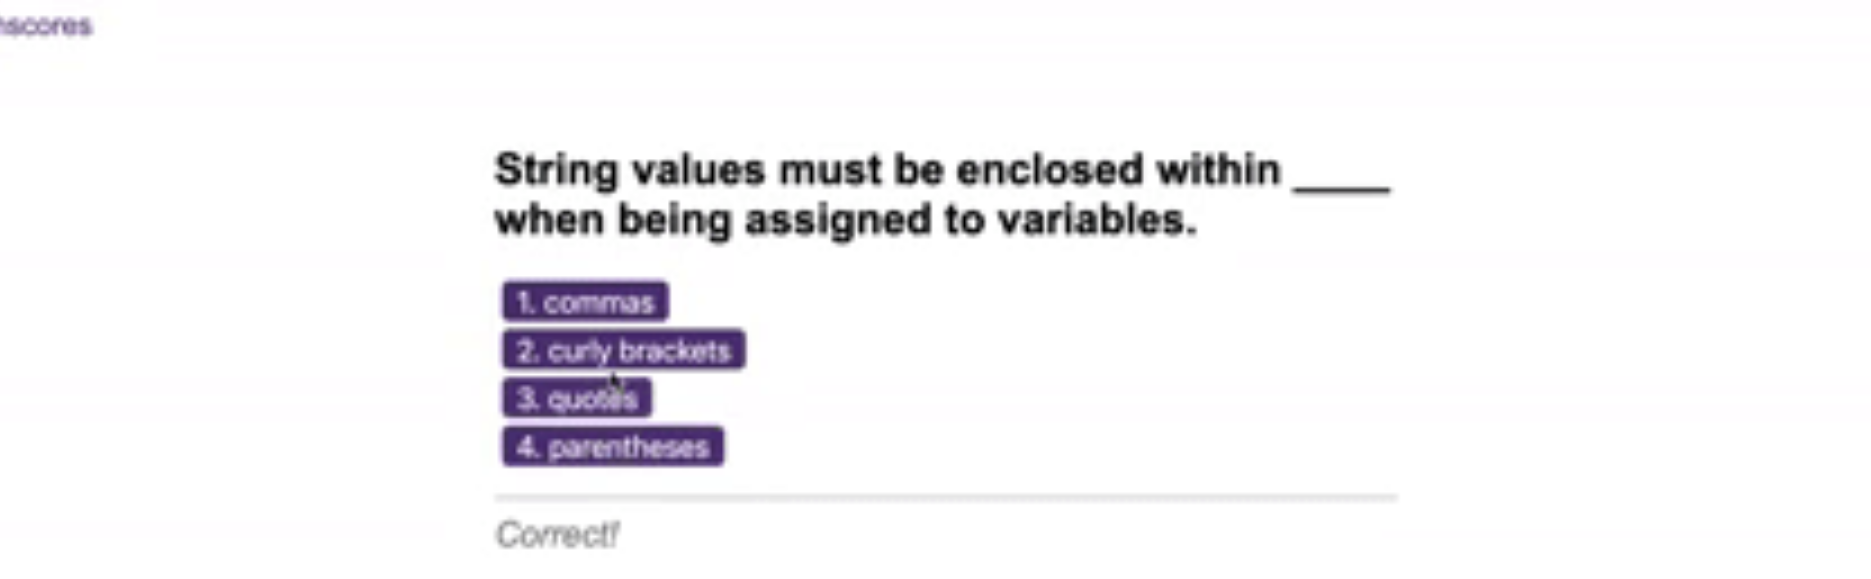 String values must be enclosed within ____
when being assigned to variables.
1. commas
2. curly brackets
3. quotes
4. parentheses
Correct!